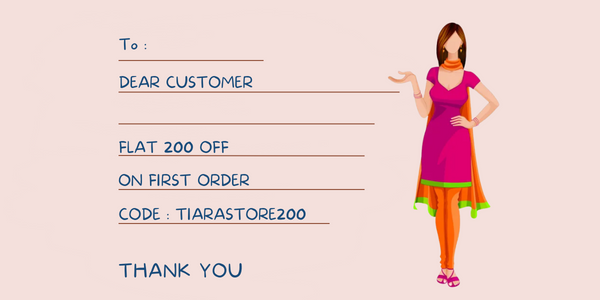 To :
DEAR CUSTOMER
FLAT 200 OFF
ON FIRST ORDER
CODE : TIARASTORE200
THANK YOU